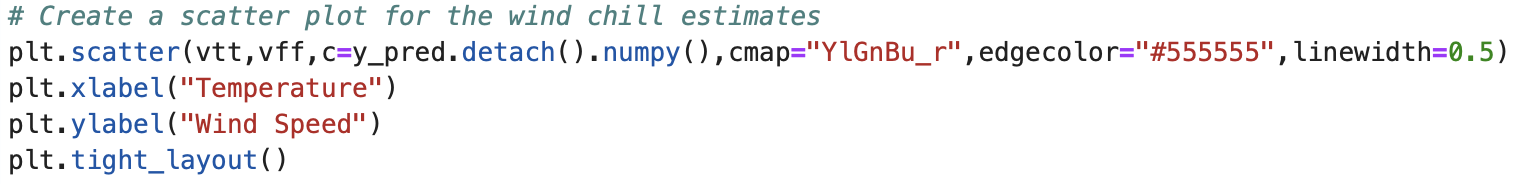 # Create a scatter plot for the wind chill estimates
plt.scatter(vtt,vff,c=y_pred.detach().numpy(),cmap="YlGnBu_r",edgecolor="#555555",linewidth=0.5)
plt.xlabel("Temperature")
plt.ylabel("Wind Speed")
plt.tight_layout()